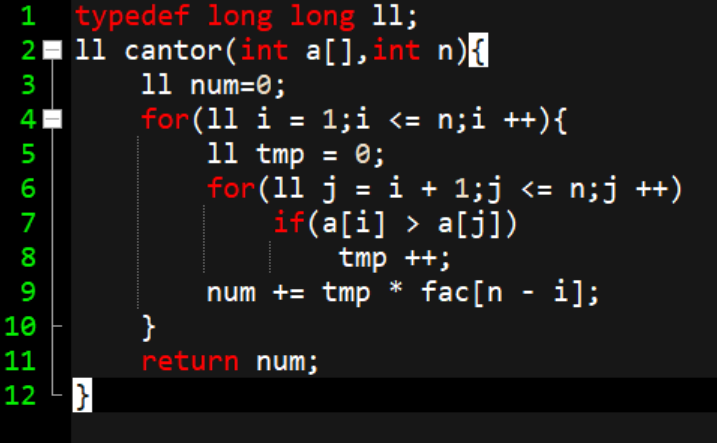 1 typedef long long ll;
2 ll cantor(int a[],int n){
3 ll num=0;
4 for(ll i = 1;i <= n;i ++){
5 ll tmp = 0;
6 for(ll j = i + 1;j <= n;j ++)
7 if(a[i] > a[j])
8 tmp ++;
9 num += tmp * fac[n - i];
10 }
11 return num;
12 }